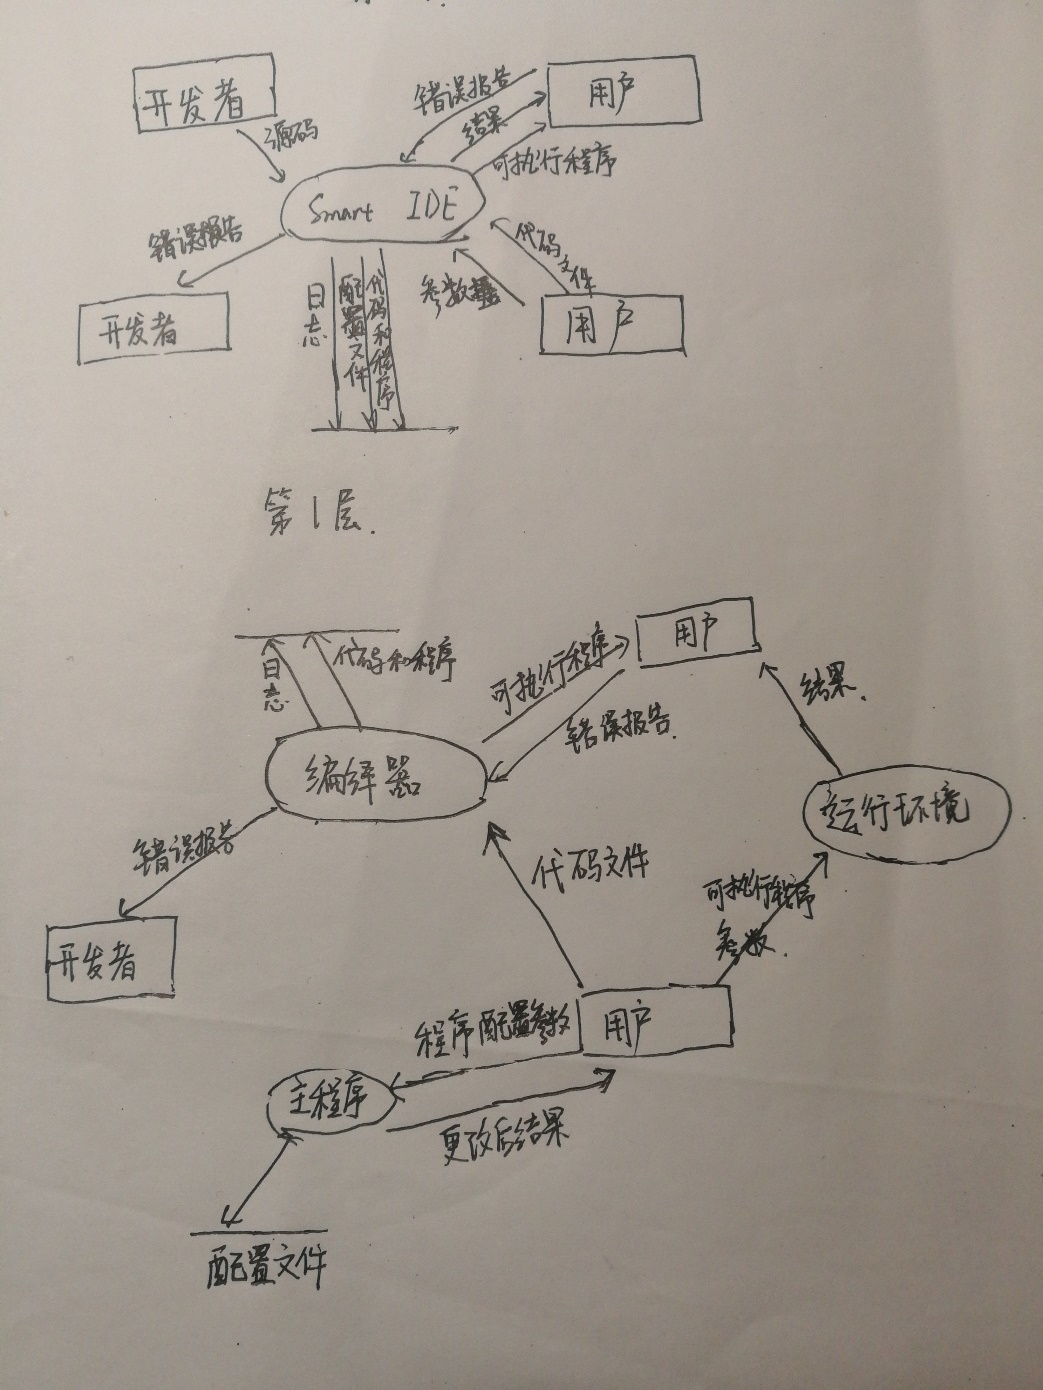 开发者
源码
错误报告
结果
可执行程序
用户
Smart IDE
错误报告
开发者
日志
配置文件
代码和程序
参数
代码文件
用户
第1层.
日志
代码和程序
可执行程序
错误报告.
用户
结果.
编译器
运行环境
错误报告
开发者
代码文件
可执行程序
参数.
用户
程序配置参数
主程序
更改后结果
配置文件